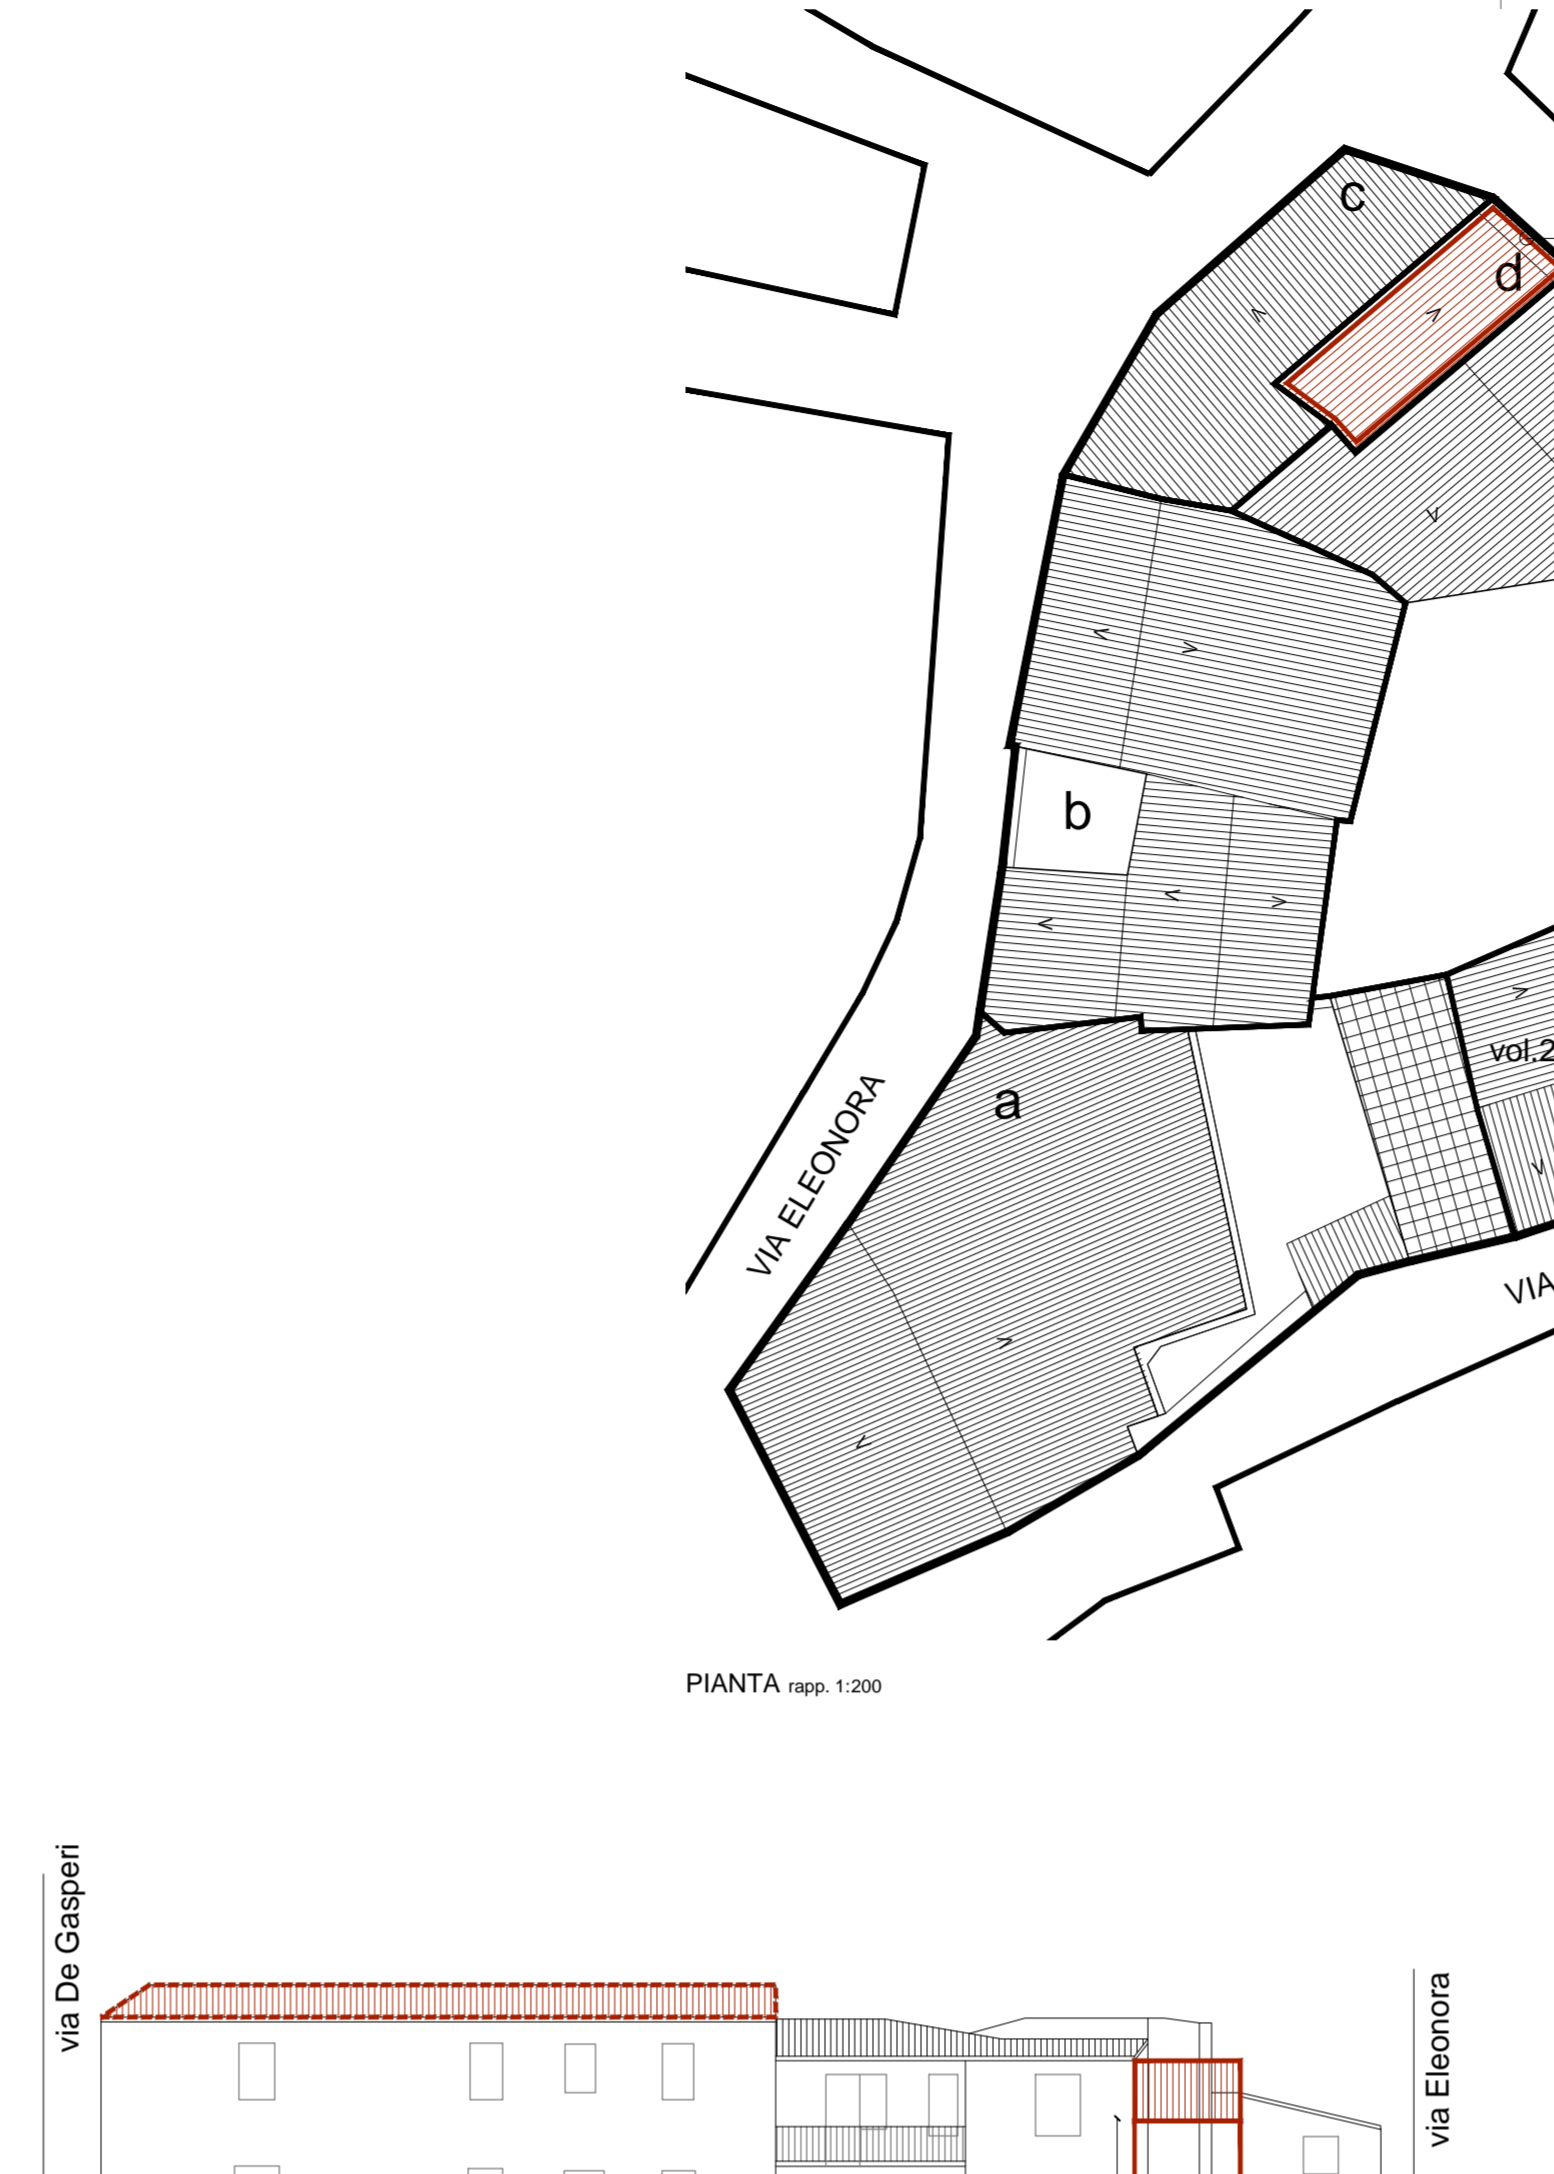 c
d
b
vol.2
a
VIA ELEONORA
VIA
PIANTA rapp. 1:200
via De Gasperi
via Eleonora